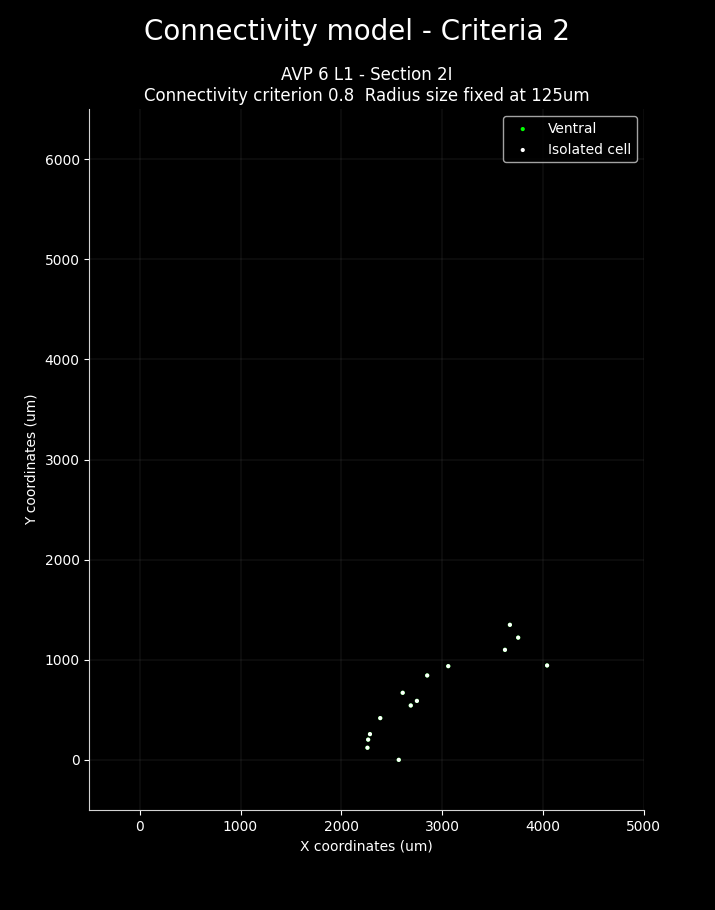 Connectivity model - Criteria 2
AVP 6 L1 - Section 2I
Connectivity criterion 0.8  Radius size fixed at 125um
Ventral
Isolated cell
6000
5000
4000
3000
2000
1000
0
Y coordinates (um)
0 1000 2000 3000 4000 5000
X coordinates (um)